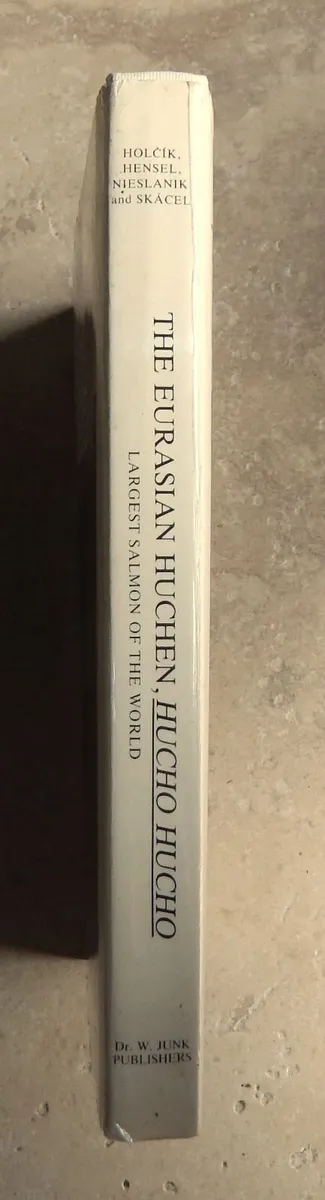 HOLČÍK,
HENSEL,
NIESLANIK
and SKÁCEL
THE EURASIAN HUCHEN, HUCHO HUCHO
LARGEST SALMON OF THE WORLD
Dr. W. JUNK
PUBLISHERS